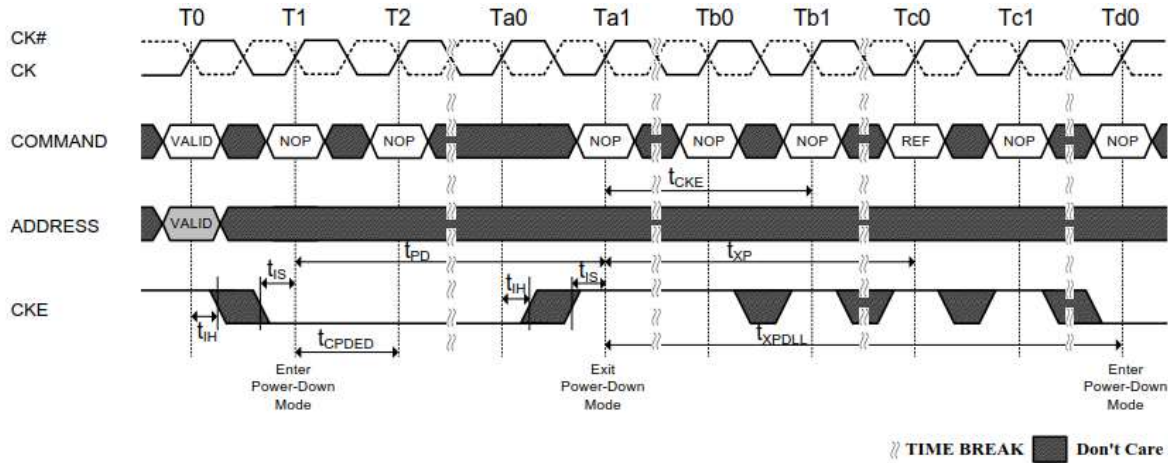 T0 T1 T2 Ta0 Ta1 Tb0 Tb1 Tc0 Tc1 Td0
CK#
CK
COMMAND VALID NOP NOP NOP NOP NOP REF NOP NOP
tCKE
ADDRESS VALID
tPD tXP
tIS tIH tIS
CKE
tIH tCPDED tXPDLL
Enter
Power-Down
Mode
Exit
Power-Down
Mode
Enter
Power-Down
Mode
TIME BREAK Don't Care